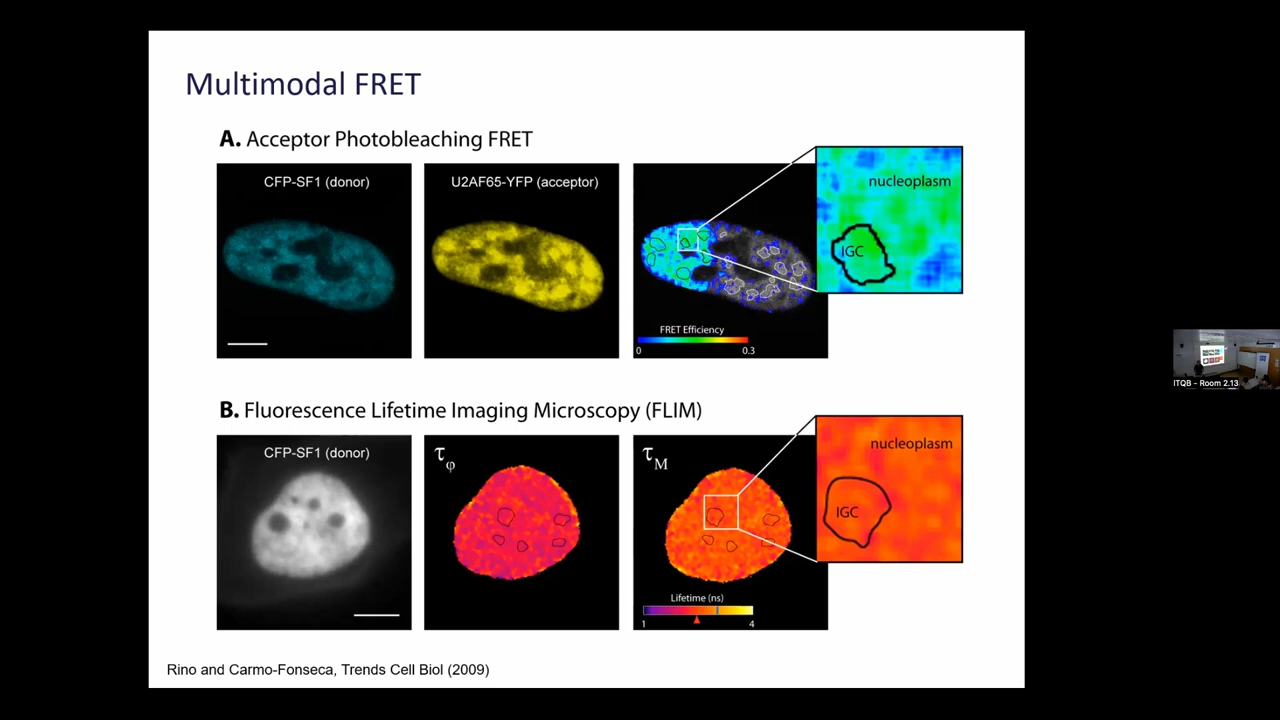 Multimodal FRET
A. Acceptor Photobleaching FRET
CFP-SF1 (donor)
U2AF65-YFP (acceptor)
nucleoplasm
IGC
FRET Efficiency
0
0.3
B. Fluorescence Lifetime Imaging Microscopy (FLIM)
CFP-SF1 (donor)
τφ
τM
nucleoplasm
IGC
Lifetime (ns)
1
4
Rino and Carmo-Fonseca, Trends Cell Biol (2009)
ITQB - Room 2.13